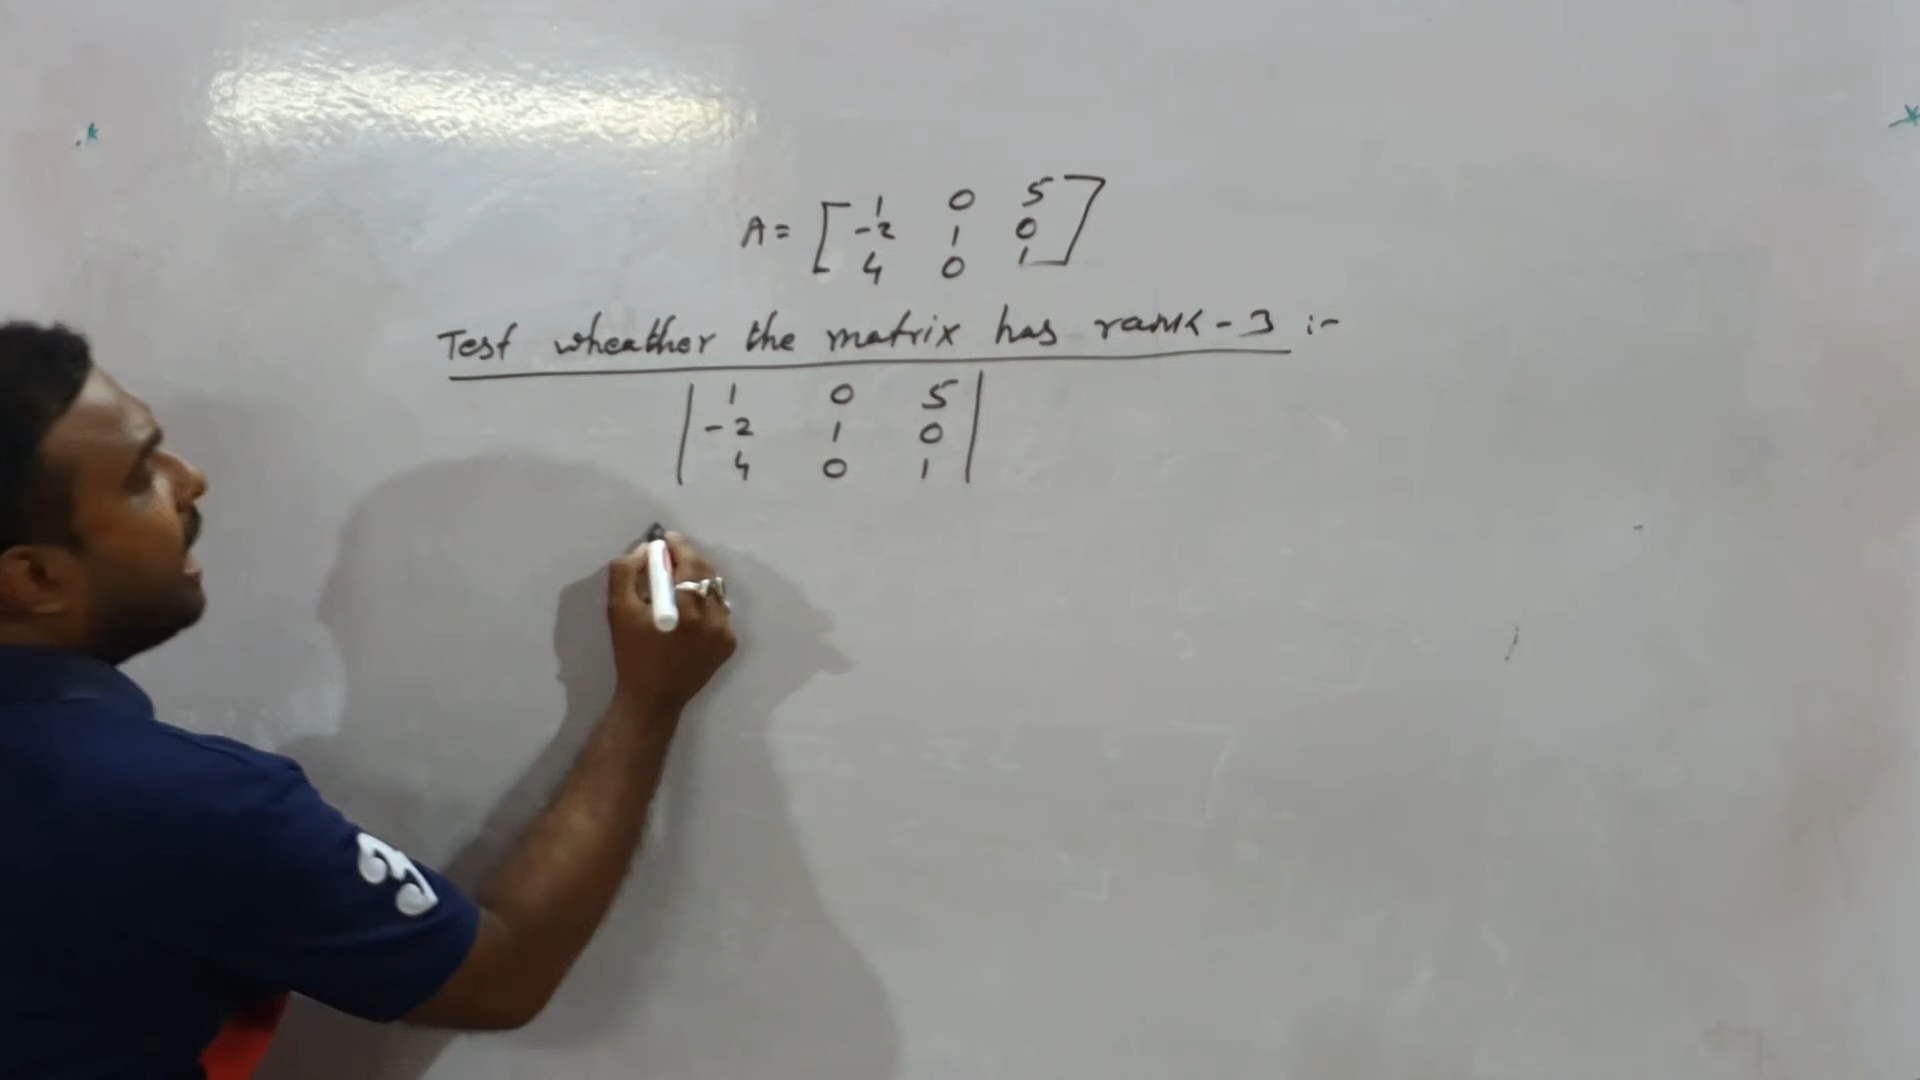 A = [ 1 0 5
-2 1 0
4 0 1 ]
Test wheather the matrix has rank - 3 :-
| 1 0 5 |
| -2 1 0 |
| 4 0 1 |